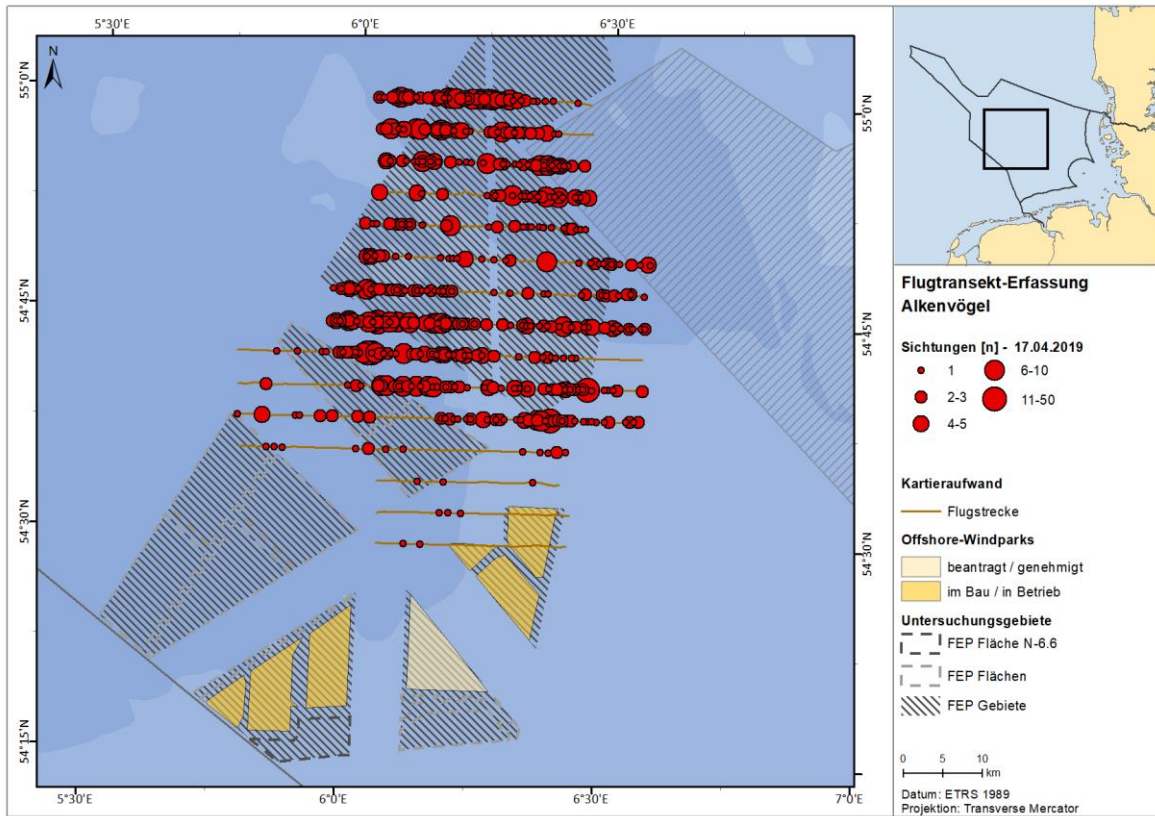 5°30'E 6°0'E 6°30'E
N
55°0'N
55°0'N
54°45'N
54°45'N
54°30'N
54°30'N
54°15'N
5°30'E 6°0'E 6°30'E 7°0'E
Flugtransekt-Erfassung
Alkenvögel
Sichtungen [n] - 17.04.2019
1 6-10
2-3 11-50
4-5
Kartieraufwand
Flugstrecke
Offshore-Windparks
beantragt / genehmigt
im Bau / in Betrieb
Untersuchungsgebiete
FEP Fläche N-6.6
FEP Flächen
FEP Gebiete
0 5 10
km
Datum: ETRS 1989
Projektion: Transverse Mercator